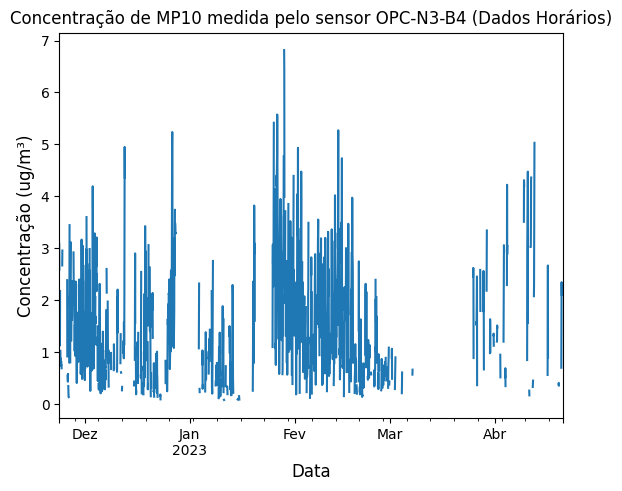 Concentração de MP10 medida pelo sensor OPC-N3-B4 (Dados Horários)
Concentração (ug/m³)
7
6
5
4
3
2
1
0
Dez Jan Fev Mar Abr
2023
Data